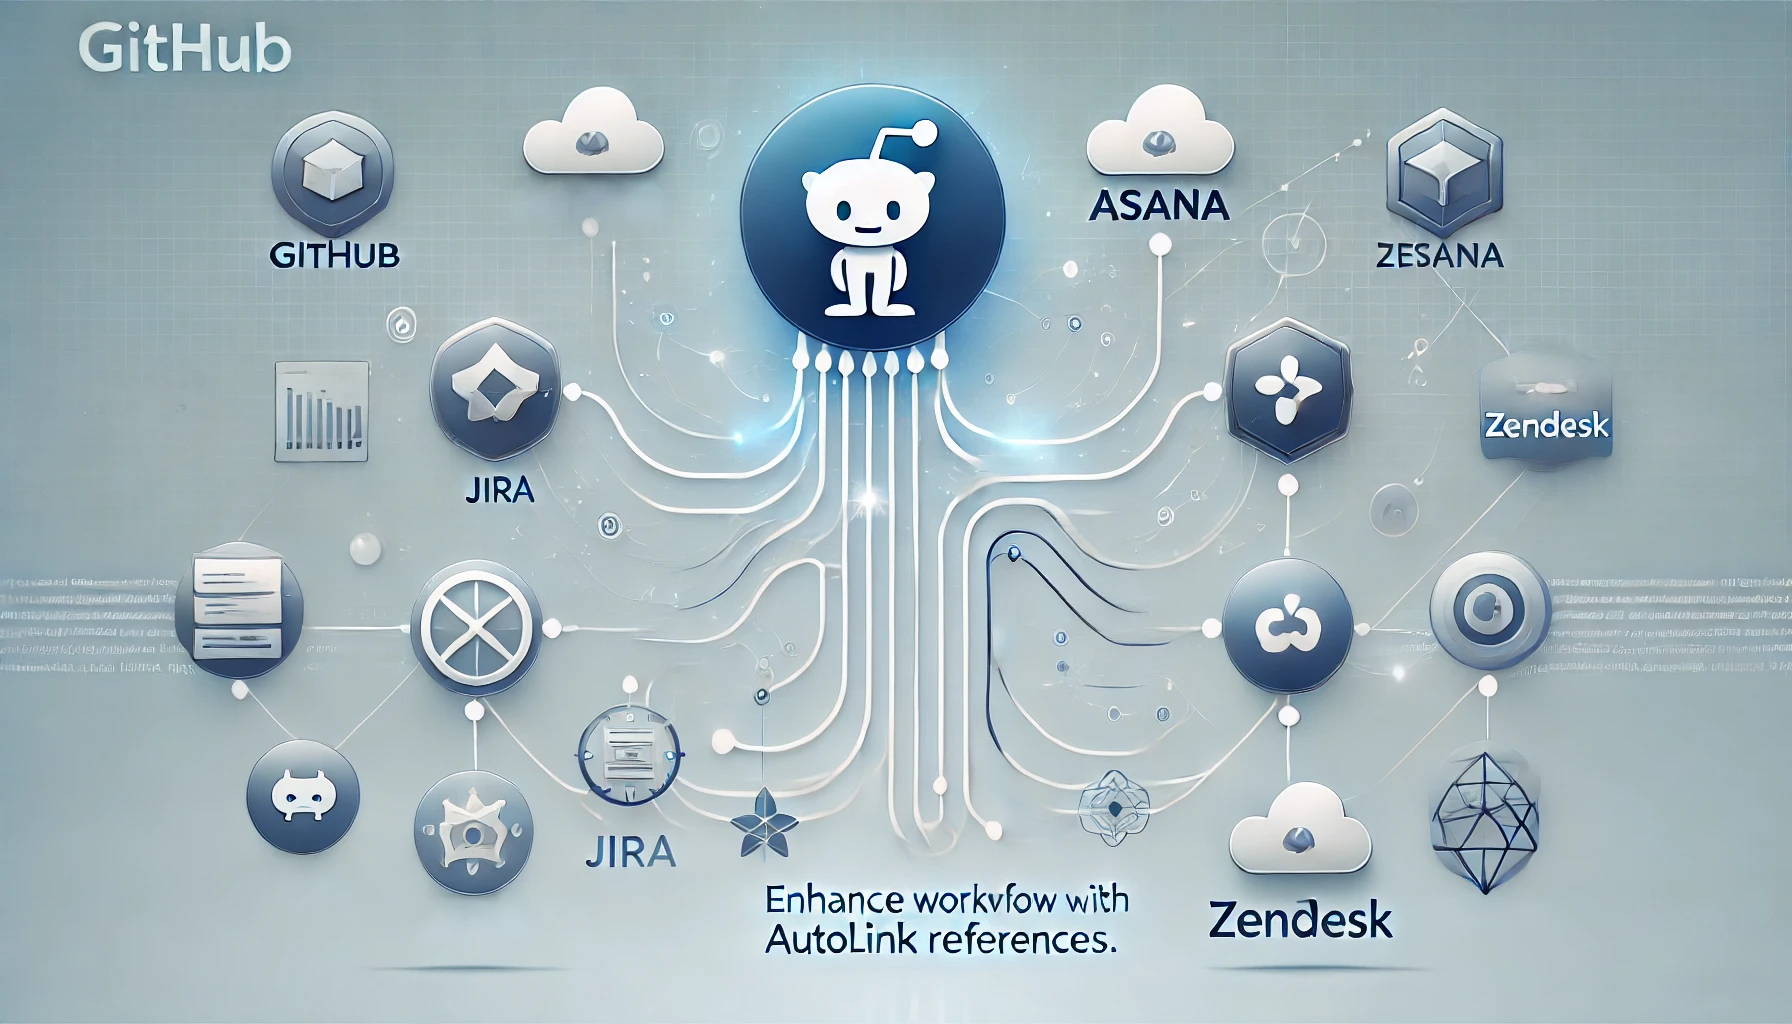 GitHub
ASANA
GITHUB
ZESANA
Zendesk
JIRA
JIRA
Enhance workvfow with
AutoLink references.
Zendesk